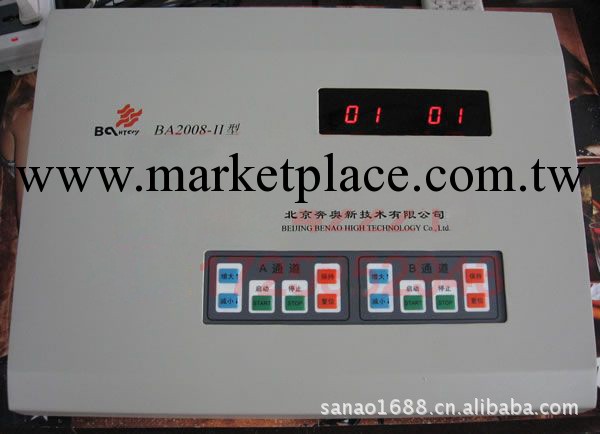 01 01
Bantery BA2008-II型
www.marketplace.com.tw
北京奔奥新技术有限公司
BEIJING BENAO HIGH TECHNOLOGY Co.,Ltd.
A 通道 B 通道
增大↑ 启动 停止 保持 增大↑ 启动 停止 保持
减小↓ START STOP 复位 减小↓ START STOP 复位
sanao1688.cn.alibaba.com